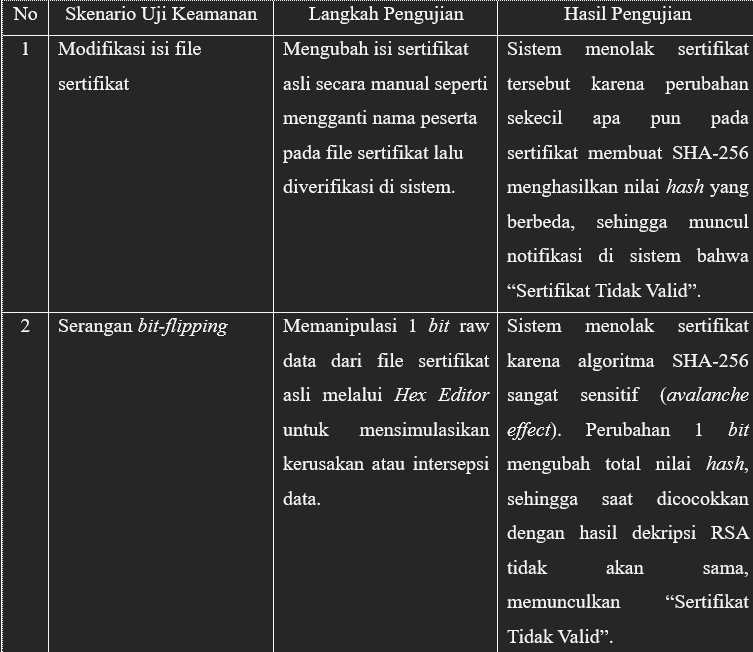 No Skenario Uji Keamanan Langkah Pengujian Hasil Pengujian
1
Modifikasi isi file
sertifikat
Mengubah isi sertifikat
asli secara manual seperti
mengganti nama peserta
pada file sertifikat lalu
diverifikasi di sistem.
Sistem menolak sertifikat
tersebut karena perubahan
sekecil apa pun pada
sertifikat membuat SHA-256
menghasilkan nilai hash yang
berbeda, sehingga muncul
notifikasi di sistem bahwa
“Sertifikat Tidak Valid”.
2
Serangan bit-flipping
Memanipulasi 1 bit raw
data dari file sertifikat
asli melalui Hex Editor
untuk mensimulasikan
kerusakan atau intersepsi
data.
Sistem menolak sertifikat
karena algoritma SHA-256
sangat sensitif (avalanche
effect). Perubahan 1 bit
mengubah total nilai hash,
sehingga saat dicocokkan
dengan hasil dekripsi RSA
tidak akan sama,
memunculkan “Sertifikat
Tidak Valid”.